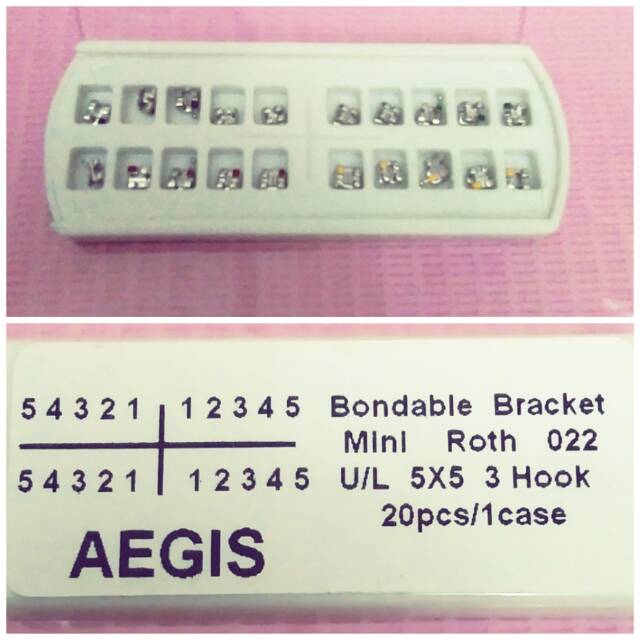 5 4 3 2 1 1 2 3 4 5 Bondable Bracket
Mini Roth 022
5 4 3 2 1 1 2 3 4 5 U/L 5X5 3 Hook
20pcs/1case
AEGIS